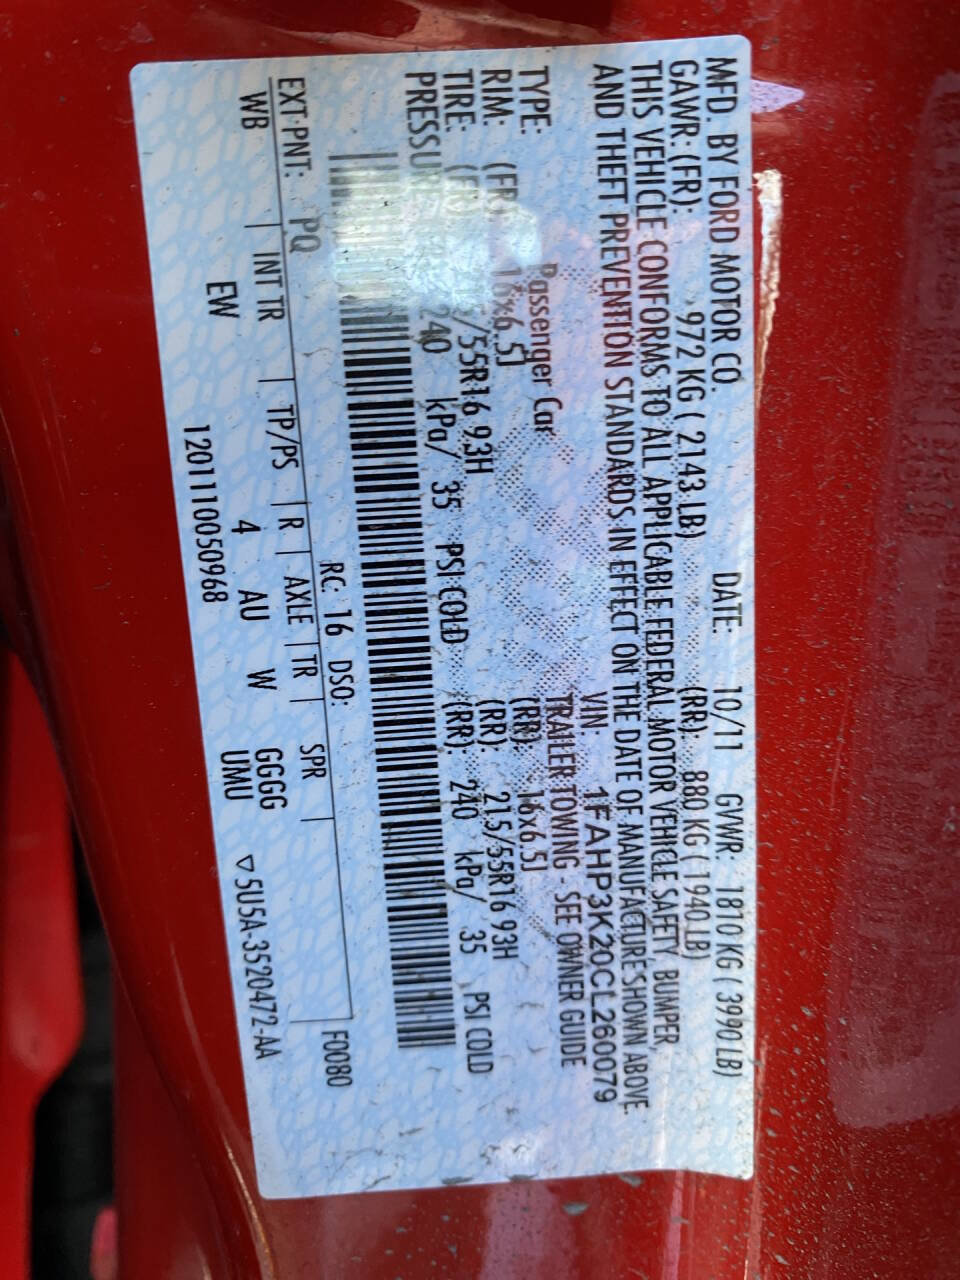 MFD. BY FORD MOTOR CO. DATE: 10/11 GVWR: 1810 KG ( 3990 LB)
GAWR: (FR): 972 KG ( 2143 LB) (RR): 880 KG ( 1940 LB)
THIS VEHICLE CONFORMS TO ALL APPLICABLE FEDERAL MOTOR VEHICLE SAFETY, BUMPER,
AND THEFT PREVENTION STANDARDS IN EFFECT ON THE DATE OF MANUFACTURE SHOWN ABOVE.
VIN: 1FAHP3K20CL260079
TYPE: Passenger Car TRAILER TOWING - SEE OWNER GUIDE
RIM: (FR) 16x6.5J (RR): 16x6.5J
TIRE: /55R16 93H (RR): 215/55R16 93H
240 kPa/ 35 PSI COLD (RR): 240 kPa/ 35 PSI COLD
RC: 16 DSO: F0080
EXT PNT: PQ
WB | INT TR | TP/PS | R | AXLE | TR | SPR |
EW 4 AU W GGGG
UMU
120111005096​8 ▽5U5A-3520472-AA